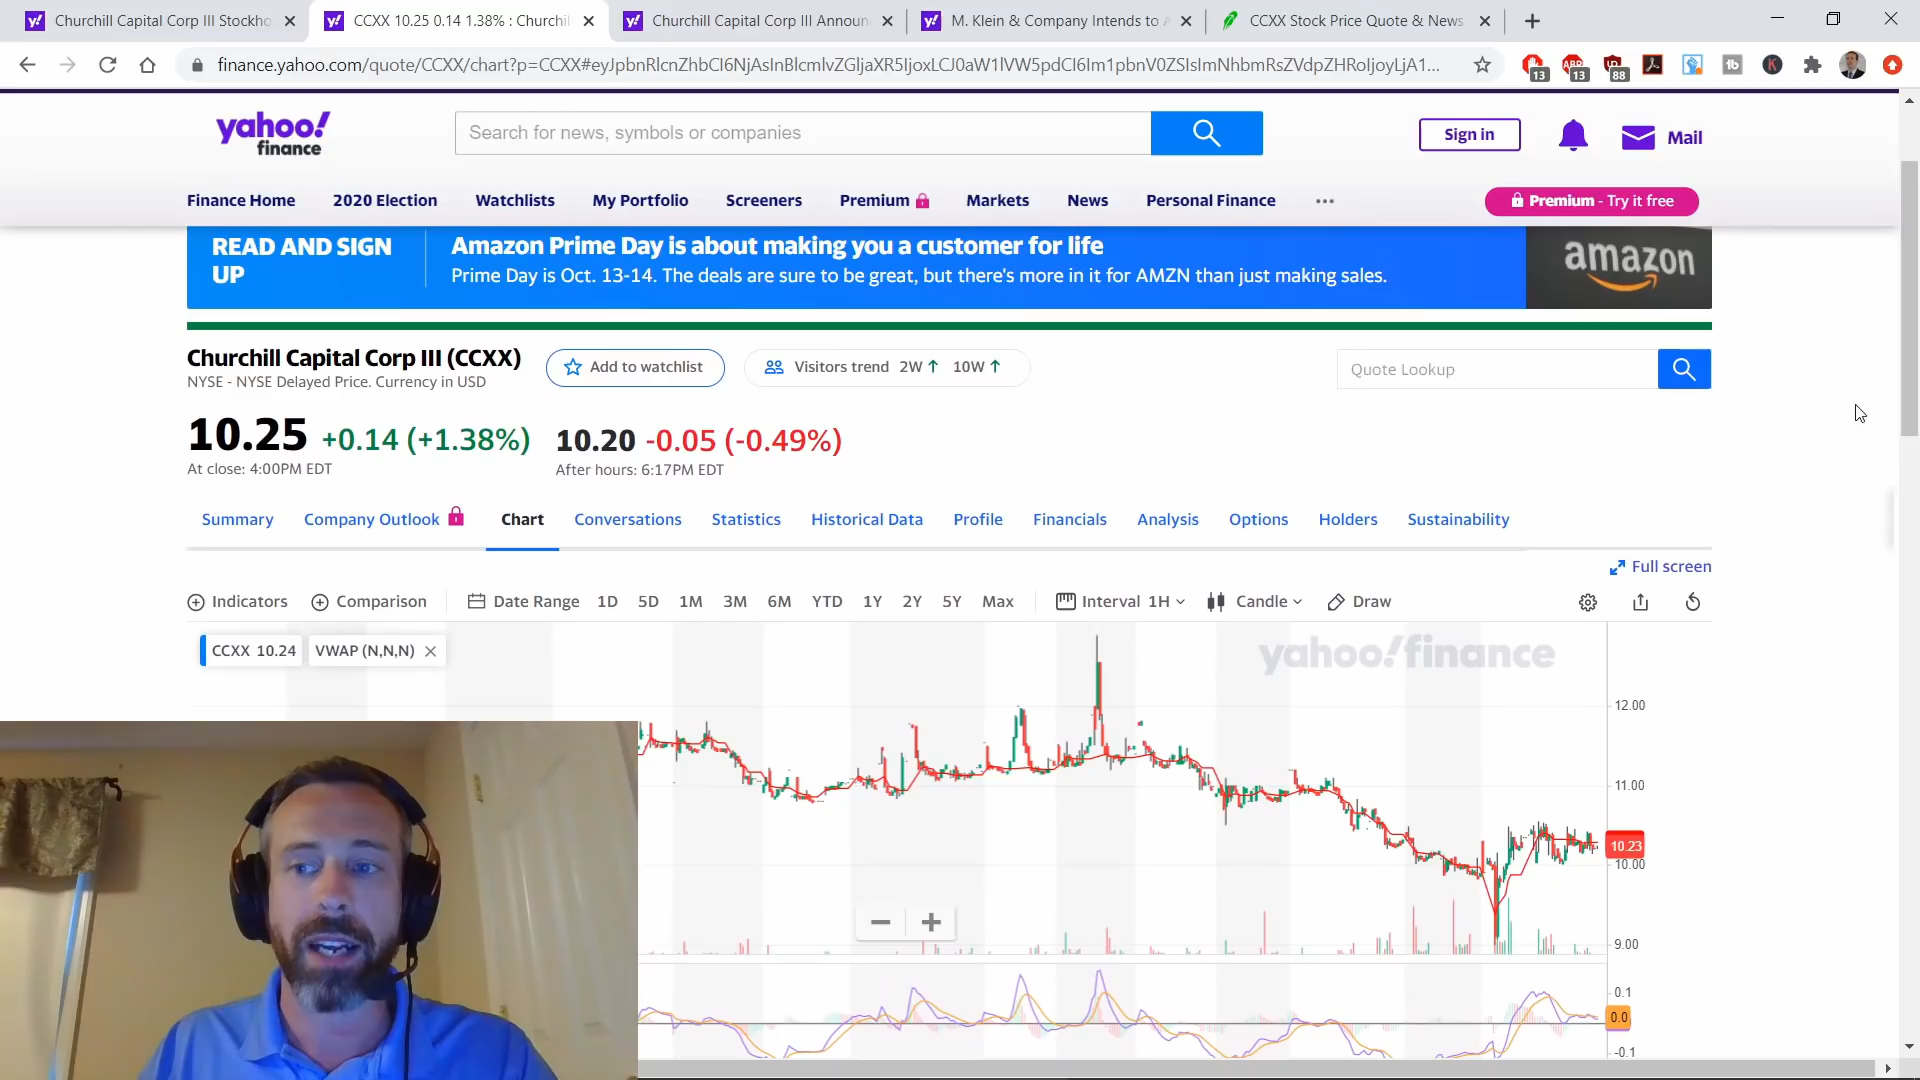 Churchill Capital Corp III Stockho
CCXX 10.25 0.14 1.38% : Churchil
Churchill Capital Corp III Announ
M. Klein & Company Intends to A
CCXX Stock Price Quote & News
finance.yahoo.com/quote/CCXX/chart?p=CCXX#eyJpbnRlcnZhbCI6NjAsInBlcmlvZGljaXR5IjoxLCJ0aW1lVW5pdCI6Im1pbnV0ZSIsImNhbmRsZVdpZHRoIjoyLjA1...
13
ABP
13
88
tb
K
yahoo!
finance
Search for news, symbols or companies
Sign in
Mail
Finance Home 2020 Election Watchlists My Portfolio Screeners Premium Markets News Personal Finance ...
Premium - Try it free
READ AND SIGN
UP
Amazon Prime Day is about making you a customer for life
Prime Day is Oct. 13-14. The deals are sure to be great, but there's more in it for AMZN than just making sales.
amazon
Churchill Capital Corp III (CCXX)
NYSE - NYSE Delayed Price. Currency in USD
Add to watchlist
Visitors trend 2W↑ 10W↑
Quote Lookup
10.25 +0.14 (+1.38%)
At close: 4:00PM EDT
10.20 -0.05 (-0.49%)
After hours: 6:17PM EDT
Summary Company Outlook Chart Conversations Statistics Historical Data Profile Financials Analysis Options Holders Sustainability
Full screen
Indicators Comparison Date Range 1D 5D 1M 3M 6M YTD 1Y 2Y 5Y Max Interval 1H Candle Draw
CCXX 10.24
VWAP (N,N,N)
yahoo!finance
12.00
11.00
10.23
10.00
9.00
0.1
0.0
-0.1